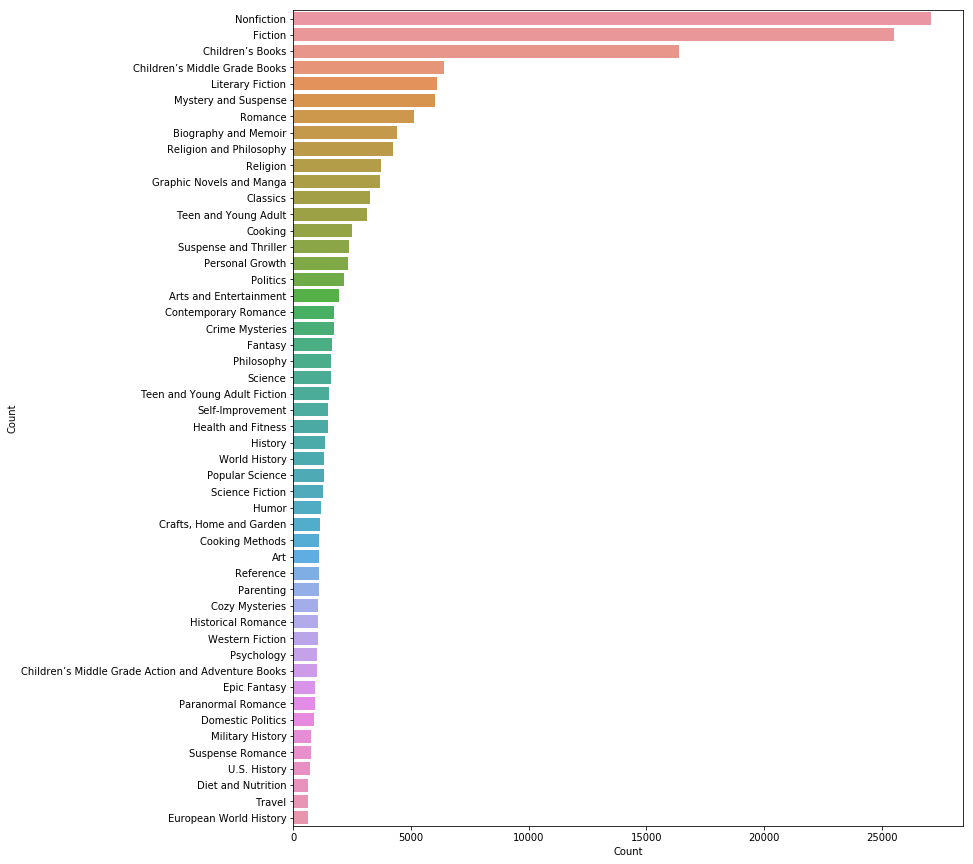 Nonfiction
Fiction
Children’s Books
Children’s Middle Grade Books
Literary Fiction
Mystery and Suspense
Romance
Biography and Memoir
Religion and Philosophy
Religion
Graphic Novels and Manga
Classics
Teen and Young Adult
Cooking
Suspense and Thriller
Personal Growth
Politics
Arts and Entertainment
Contemporary Romance
Crime Mysteries
Fantasy
Philosophy
Science
Teen and Young Adult Fiction
Self-Improvement
Health and Fitness
History
World History
Popular Science
Science Fiction
Humor
Crafts, Home and Garden
Cooking Methods
Art
Reference
Parenting
Cozy Mysteries
Historical Romance
Western Fiction
Psychology
Children’s Middle Grade Action and Adventure Books
Epic Fantasy
Paranormal Romance
Domestic Politics
Military History
Suspense Romance
U.S. History
Diet and Nutrition
Travel
European World History
Count
0 5000 10000 15000 20000 25000
Count